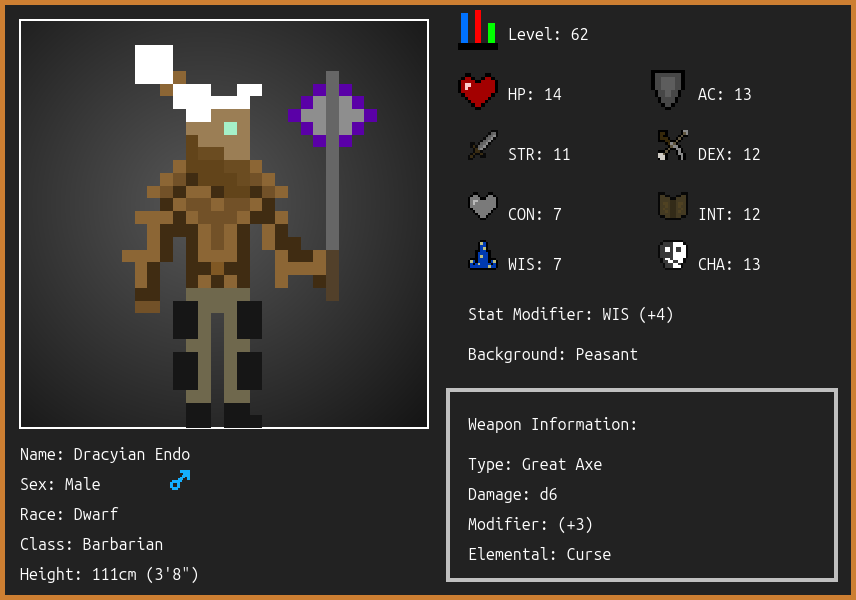 Level: 62
HP: 14
AC: 13
STR: 11
DEX: 12
CON: 7
INT: 12
WIS: 7
CHA: 13
Stat Modifier: WIS (+4)
Background: Peasant
Weapon Information:
Type: Great Axe
Damage: d6
Modifier: (+3)
Elemental: Curse
Name: Dracyian Endo
Sex: Male
Race: Dwarf
Class: Barbarian
Height: 111cm (3'8")